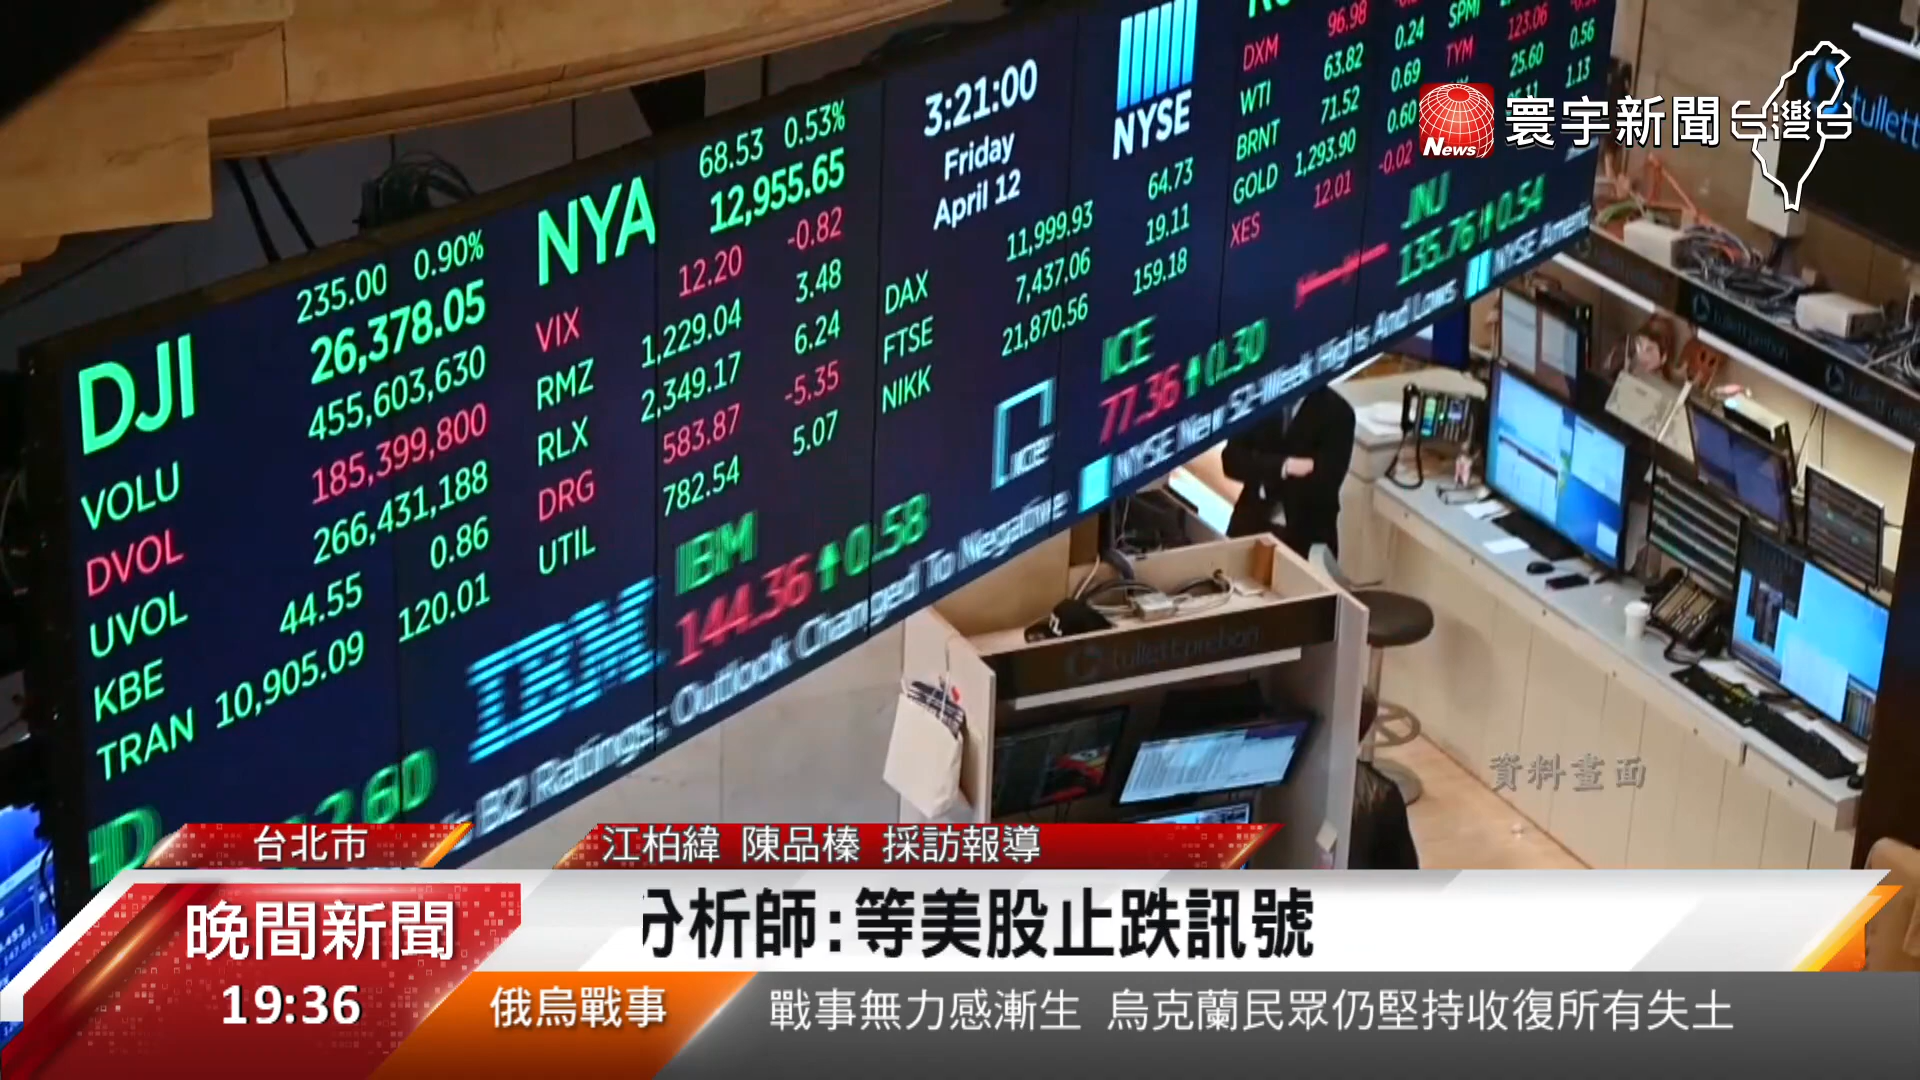 DJI 235.00 0.90%
26,378.05
VOLU 455,603,630
DVOL 185,399,800
UVOL 266,431,188
KBE 44.55 0.86
TRAN 10,905.09 120.01
NYA 68.53 0.53%
12,955.65
VIX 12.20 -0.82
RMZ 1,229.04 3.48
RLX 2,349.17 6.24
DRG 583.87 -5.35
UTIL 782.54 5.07
3:21:00
Friday
April 12
DAX 11,999.93 64.73
FTSE 7,437.06 19.11
NIKK 21,870.56 159.18
NYSE
DXM 96.98
WTI 63.82 0.24
BRNT 71.52 0.69
GOLD 1,293.90 0.60
XES 12.01 -0.02
SPMI
TYM 123.06
25.60 0.56
1.13
JNJ
135.76 0.54
ICE
77.36 0.30
ice
IBM
144.36 0.58
IBM
B2 Ratings: Outlook Changed To Negative
NYSE New 52-Week Highs And Lows
NYSE Ameri
tullett
tullett prebon
News 寰宇新聞 台灣台
資料畫面
台北市
江柏緯 陳品榛 採訪報導
晚間新聞
分析師:等美股止跌訊號
19:36
俄烏戰事
戰事無力感漸生 烏克蘭民眾仍堅持收復所有失土